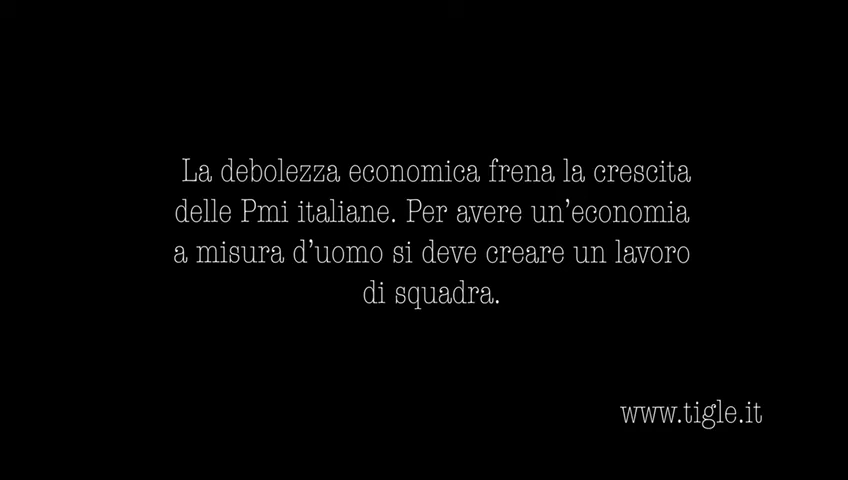 La debolezza economica frena la crescita
delle Pmi italiane. Per avere un’economia
a misura d’uomo si deve creare un lavoro
di squadra.
www.tigle.it